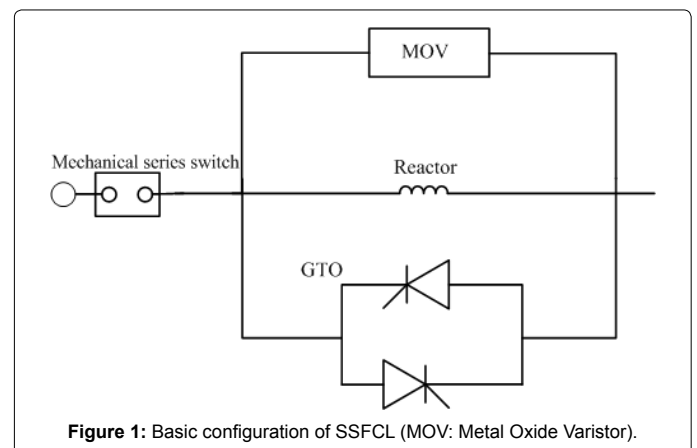 MOV
Mechanical series switch
Reactor
GTO
Figure 1: Basic configuration of SSFCL (MOV: Metal Oxide Varistor).